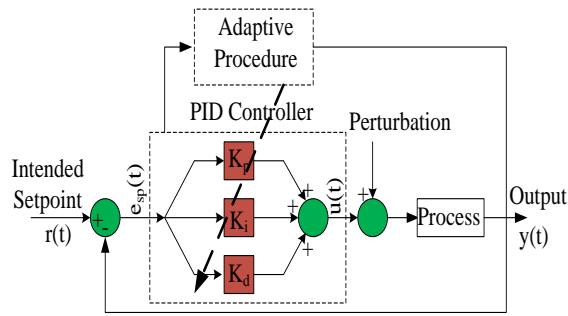 Adaptive
Procedure
PID Controller
Perturbation
Intended
Setpoint
r(t)
+
-
e_sp(t)
K_p
K_i
K_d
+
+
+
u(t)
+
Process
Output
y(t)